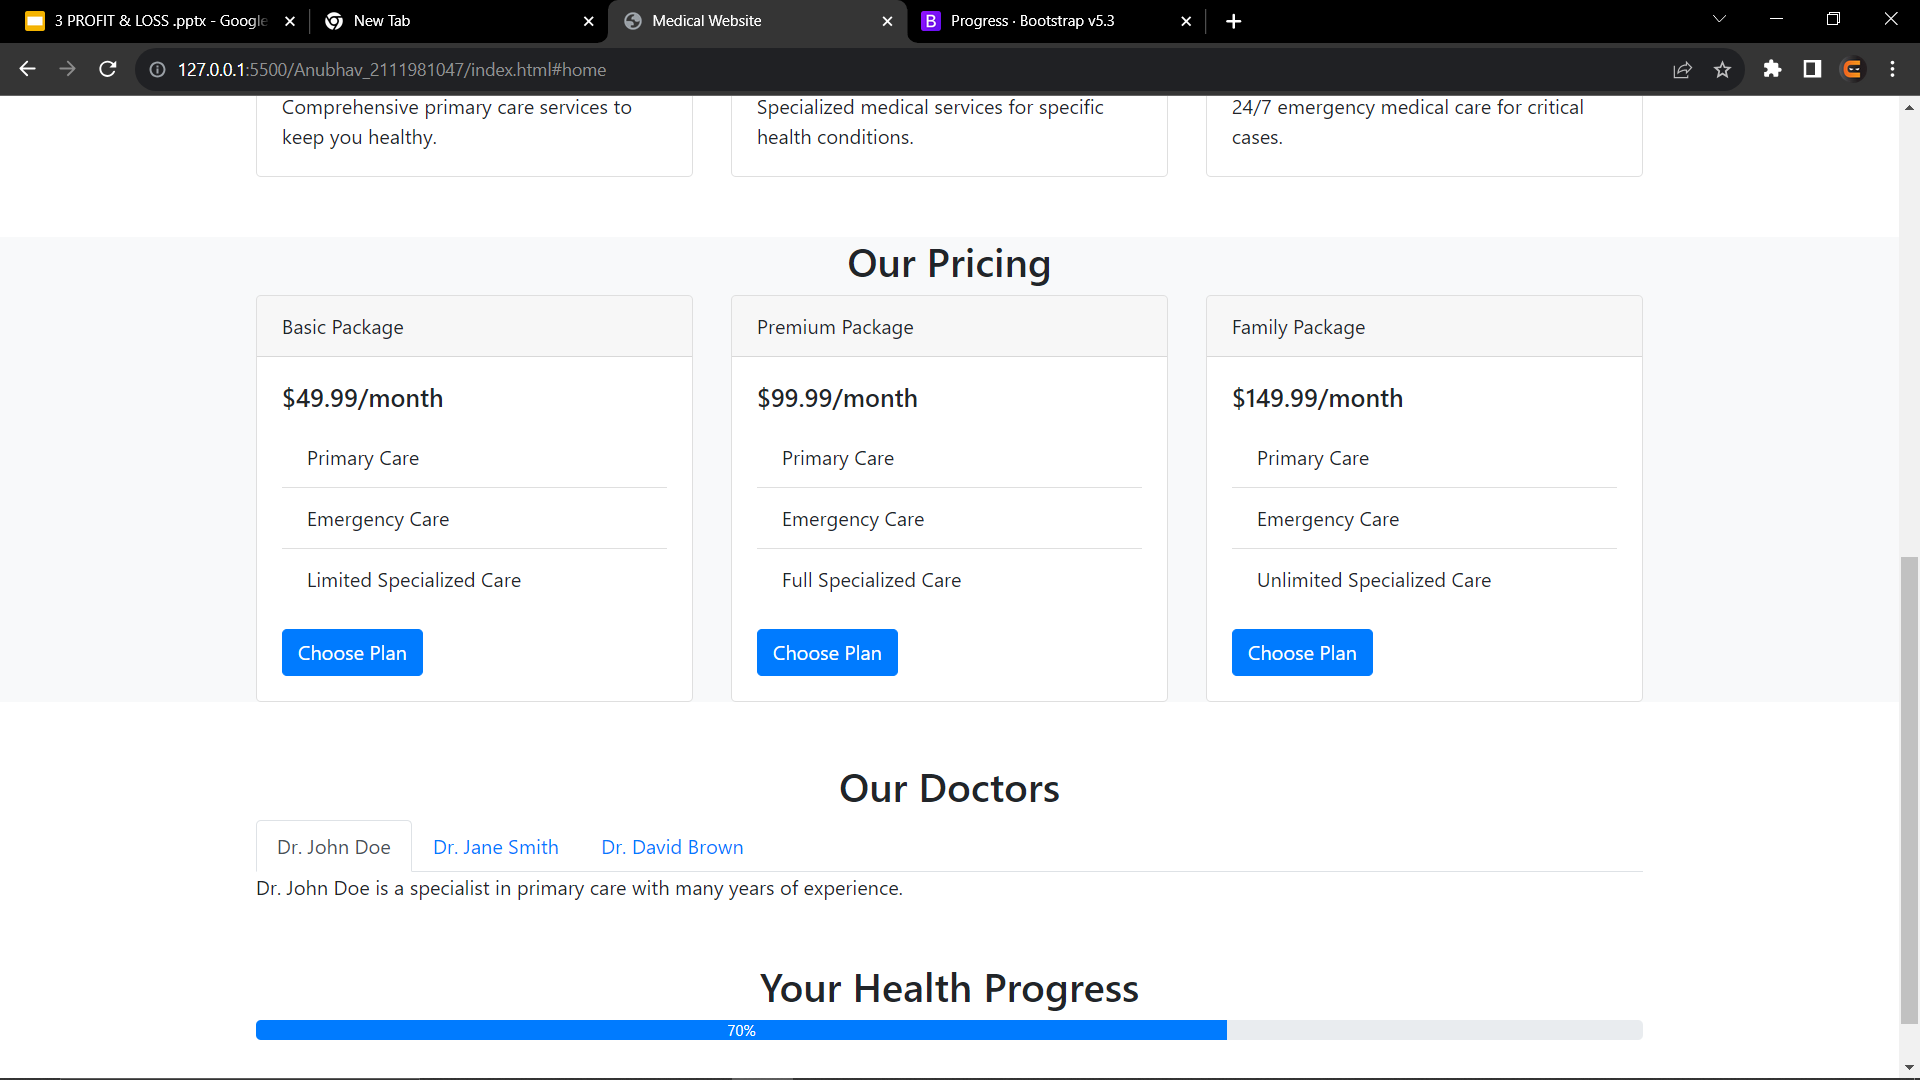 3 PROFIT & LOSS .pptx - Google
New Tab
Medical Website
Progress · Bootstrap v5.3
127.0.0.1:5500/Anubhav_2111981047/index.html#home
Comprehensive primary care services to
keep you healthy.
Specialized medical services for specific
health conditions.
24/7 emergency medical care for critical
cases.
Our Pricing
Basic Package
$49.99/month
Primary Care
Emergency Care
Limited Specialized Care
Choose Plan
Premium Package
$99.99/month
Primary Care
Emergency Care
Full Specialized Care
Choose Plan
Family Package
$149.99/month
Primary Care
Emergency Care
Unlimited Specialized Care
Choose Plan
Our Doctors
Dr. John Doe
Dr. Jane Smith
Dr. David Brown
Dr. John Doe is a specialist in primary care with many years of experience.
Your Health Progress
70%